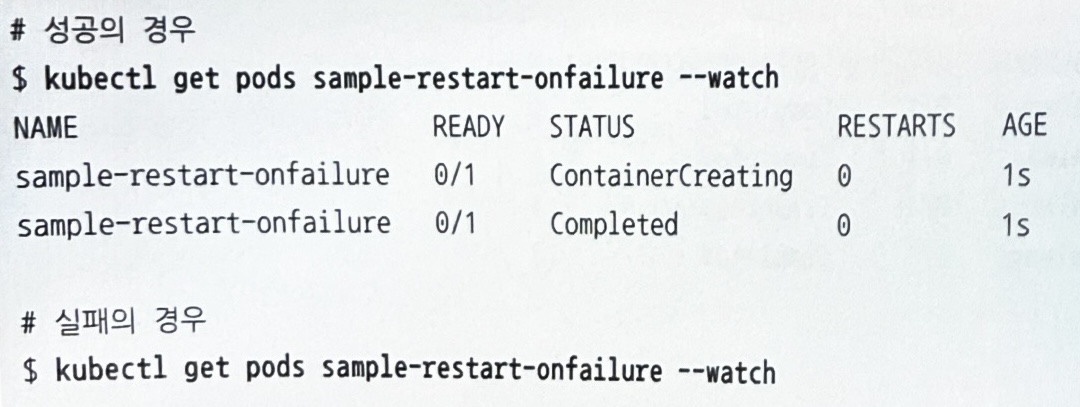 # 성공의 경우
$ kubectl get pods sample-restart-onfailure --watch
NAME READY STATUS RESTARTS AGE
sample-restart-onfailure 0/1 ContainerCreating 0 1s
sample-restart-onfailure 0/1 Completed 0 1s
# 실패의 경우
$ kubectl get pods sample-restart-onfailure --watch